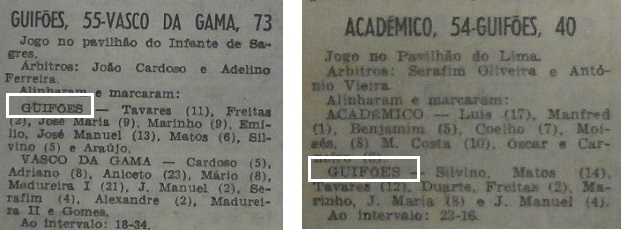 GUIFÕES, 55-VASCO DA GAMA, 73
Jogo no pavilhão do Infante de Sa-
gres.
Arbitros: João Cardoso e Adelino
Ferreira.
Alinharam e marcaram:
GUIFÕES — Tavares (11), Freitas
(2), José Maria (9), Marinho (9), Emí-
lio, José Manuel (13), Matos (6), Sil-
vino (5) e Araújo.
VASCO DA GAMA — Cardoso (5),
Adriano (8), Aniceto (23), Mário (8),
Madureira I (21), J. Manuel (2), Se-
rafim (4), Alexandre (2), Madurei-
ra II e Gomes.
Ao intervalo: 18-34.
ACADÉMICO, 54-GUIFÕES, 40
Jogo no Pavilhão do Lima.
Arbitros: Serafim Oliveira e Antó-
nio Vieira.
Alinharam e marcaram:
ACADÉMICO — Luís (17), Manfred
(1), Benjamim (5), Coelho (7), Moi-
sés, (8) M. Costa (10), Óscar e Car-
GUIFÕES — Silvino, Matos (14),
Tavares (12), Duarte, Freitas (2), Ma-
rinho, J. Maria (8) e J. Manuel (4).
Ao intervalo: 23-16.